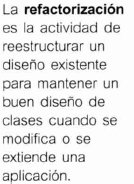 La refactorización
es la actividad de
reestructurar un
diseño existente
para mantener un
buen diseño de
clases cuando se
modifica o se
extiende una
aplicación.